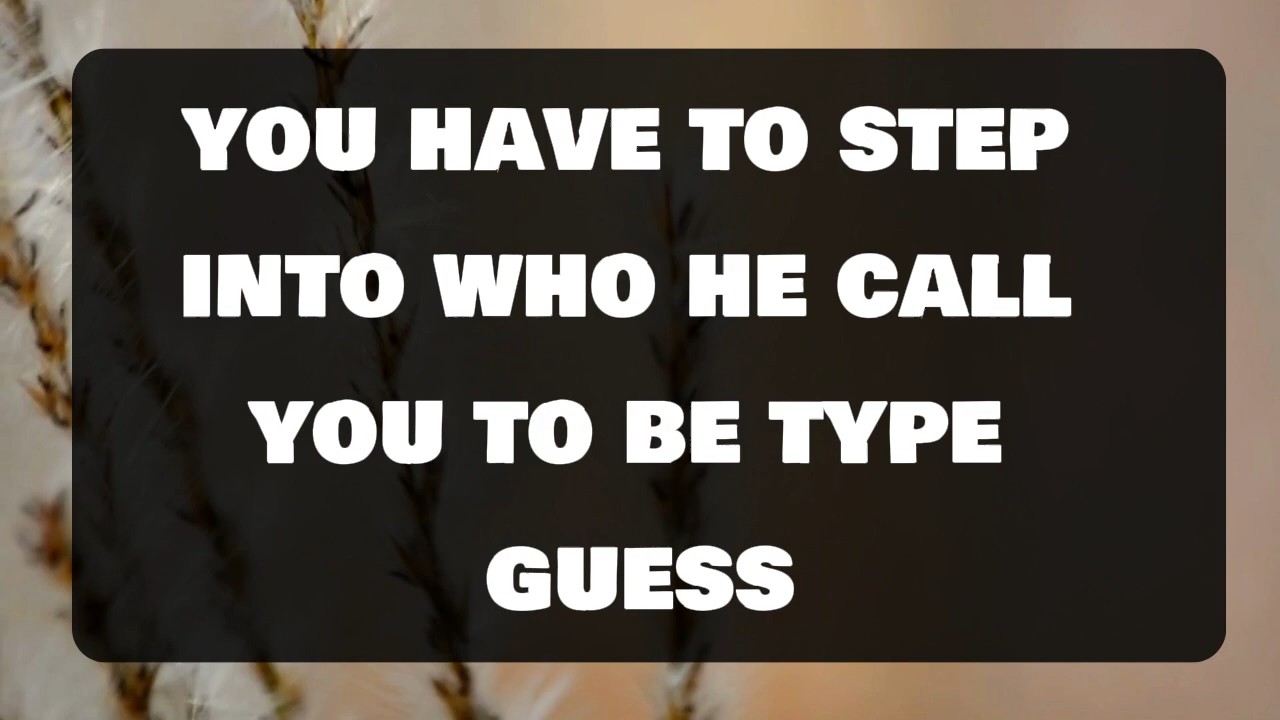 YOU HAVE TO STEP
INTO WHO HE CALL
YOU TO BE TYPE
GUESS